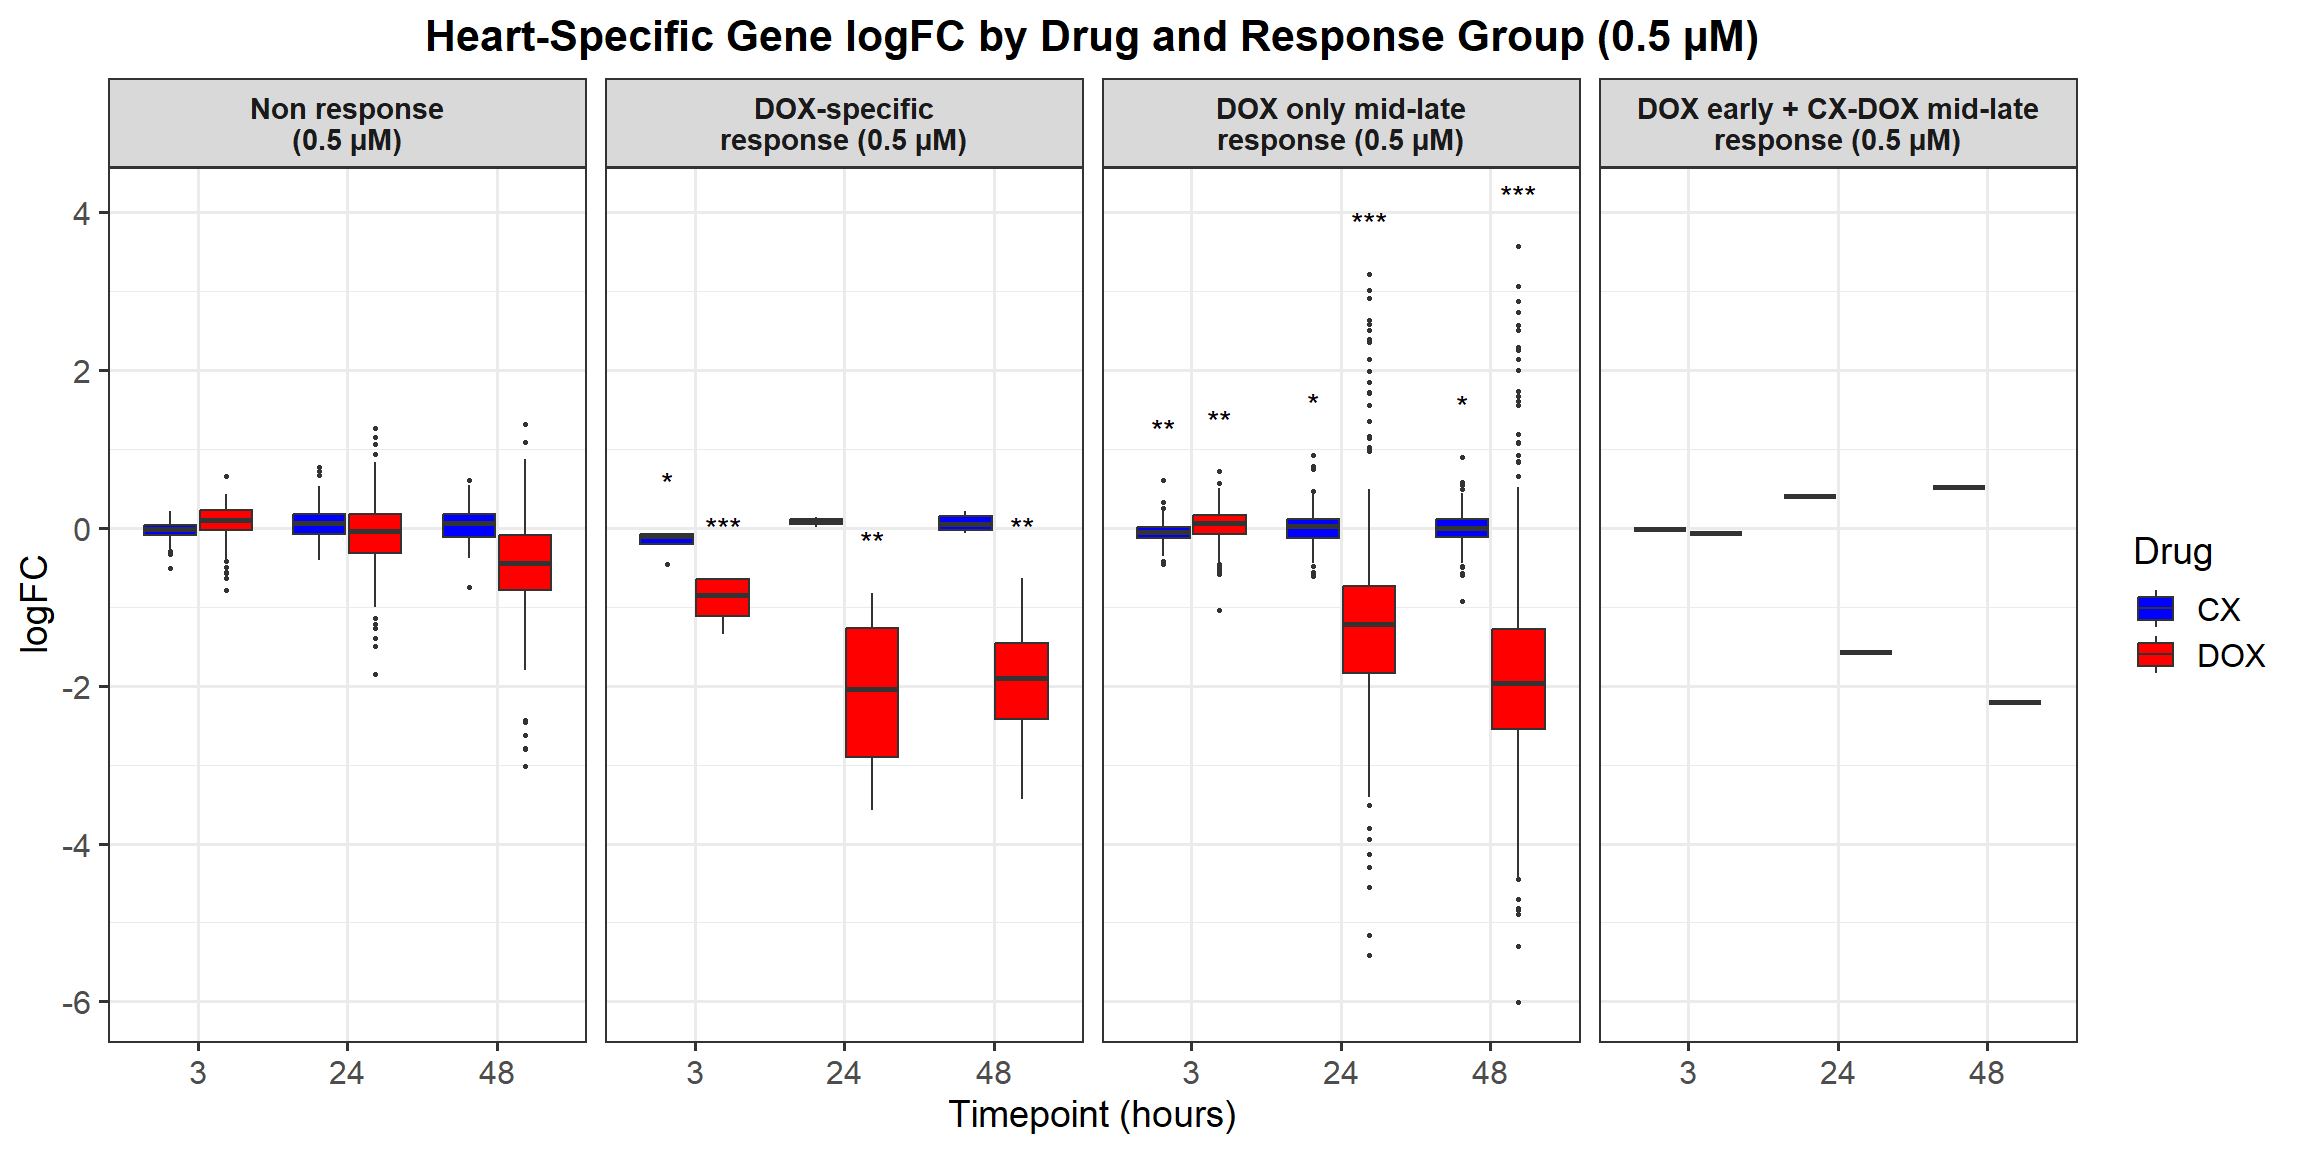 Heart-Specific Gene logFC by Drug and Response Group (0.5 µM)
Non response
(0.5 µM)
DOX-specific
response (0.5 µM)
DOX only mid-late
response (0.5 µM)
DOX early + CX-DOX mid-late
response (0.5 µM)
logFC
4
2
0
-2
-4
-6
*
***
**
**
**
**
*
***
*
***
3 24 48
3 24 48
3 24 48
3 24 48
Timepoint (hours)
Drug
CX
DOX